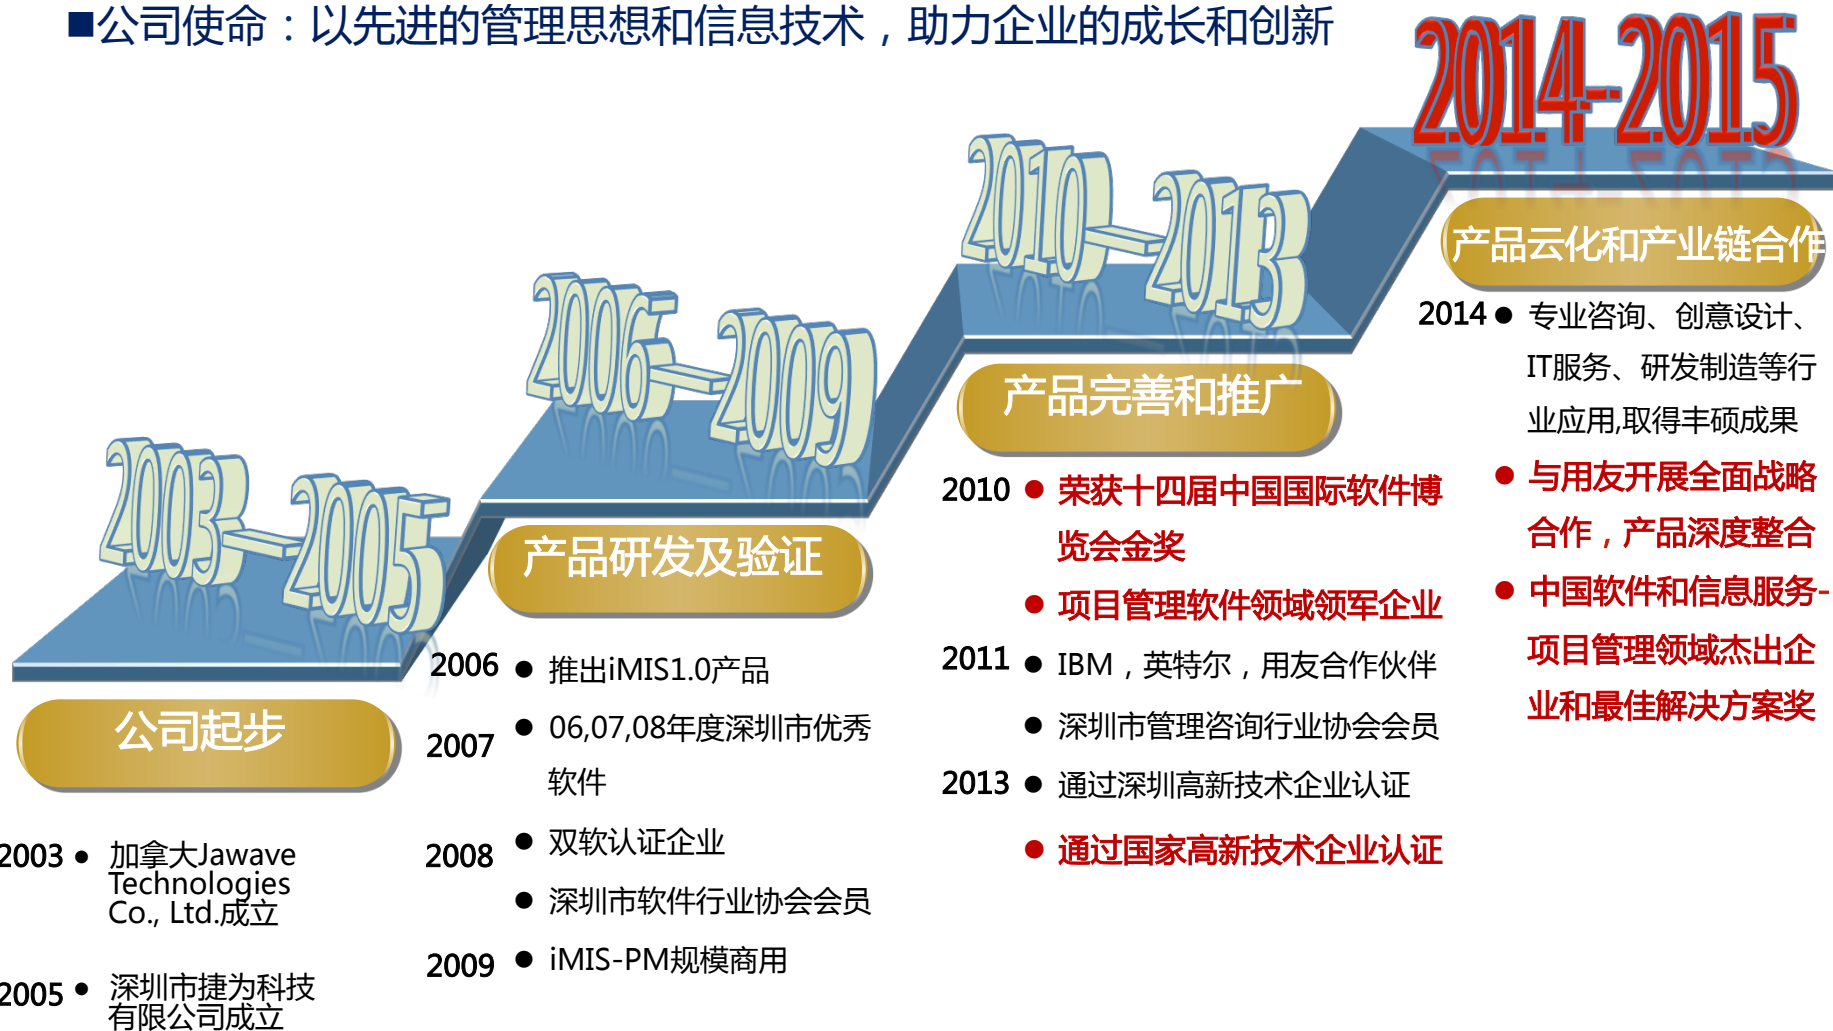 ■公司使命：以先进的管理思想和信息技术，助力企业的成长和创新
2003—2005
公司起步
2003 ● 加拿大Jawave
Technologies
Co., Ltd.成立
2005 ● 深圳市捷为科技
有限公司成立
2006—2009
产品研发及验证
2006 ● 推出iMIS1.0产品
2007 ● 06,07,08年度深圳市优秀
软件
2008 ● 双软认证企业
● 深圳市软件行业协会会员
2009 ● iMIS-PM规模商用
2010—2013
产品完善和推广
2010 ● 荣获十四届中国国际软件博
览会金奖
● 项目管理软件领域领军企业
2011 ● IBM，英特尔，用友合作伙伴
● 深圳市管理咨询行业协会会员
2013 ● 通过深圳高新技术企业认证
● 通过国家高新技术企业认证
2014-2015
产品云化和产业链合作
2014 ● 专业咨询、创意设计、
IT服务、研发制造等行
业应用,取得丰硕成果
● 与用友开展全面战略
合作，产品深度整合
● 中国软件和信息服务-
项目管理领域杰出企
业和最佳解决方案奖